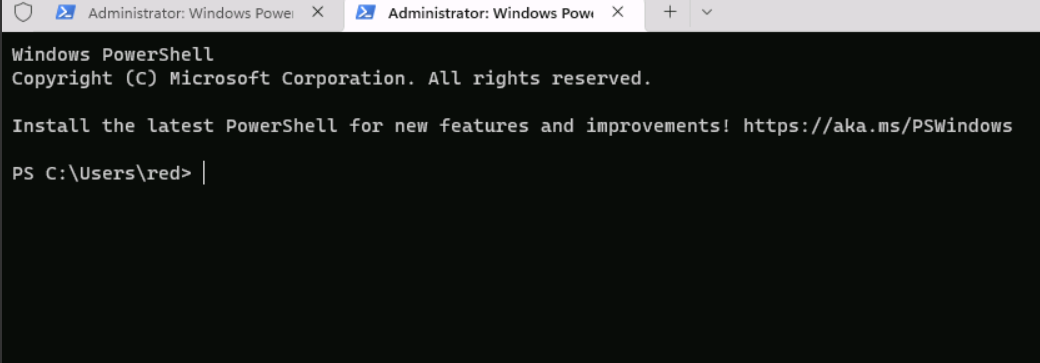 Administrator: Windows Power
Administrator: Windows Powe
Windows PowerShell
Copyright (C) Microsoft Corporation. All rights reserved.
Install the latest PowerShell for new features and improvements! https://aka.ms/PSWindows
PS C:\Users\red>